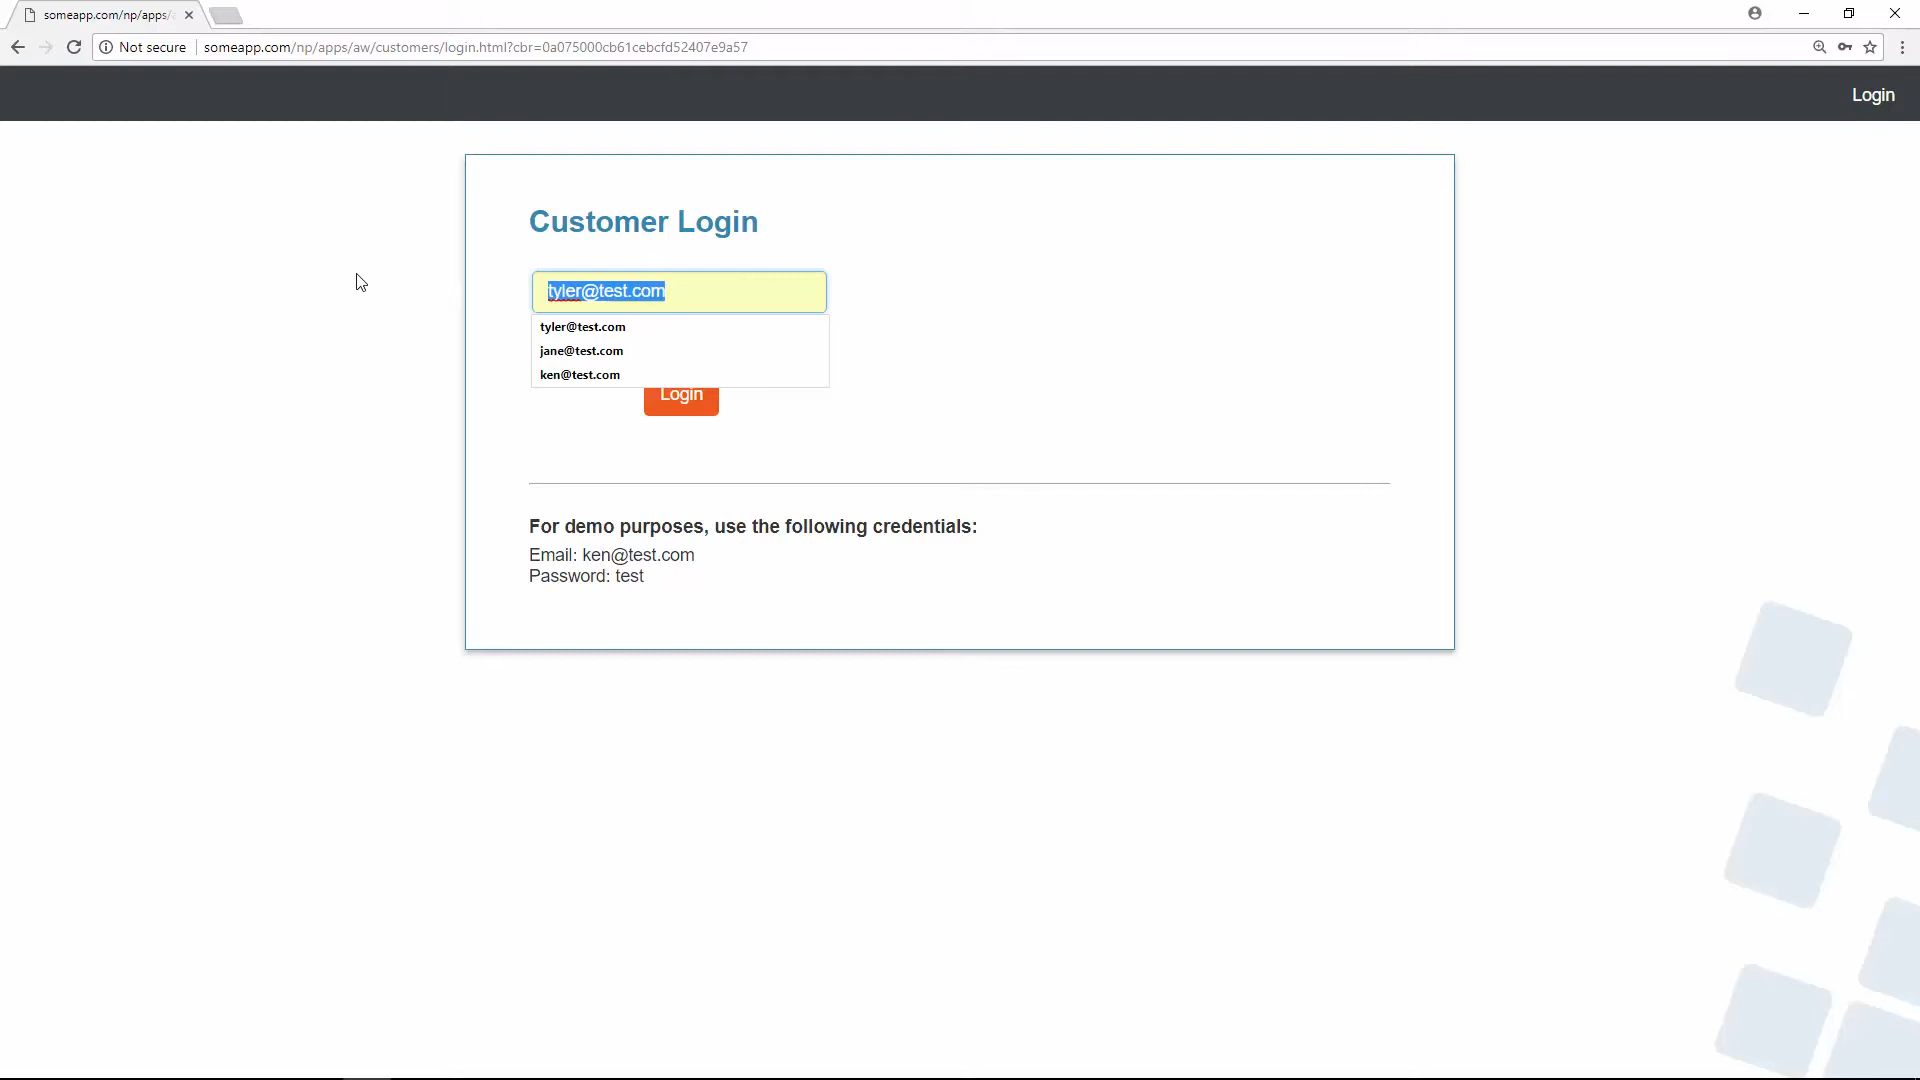 someapp.com/np/apps/
Not secure
someapp.com/np/apps/aw/customers/login.html?cbr=0a075000cb61cebcfd52407e9a57
Login
Customer Login
tyler@test.com
tyler@test.com
jane@test.com
ken@test.com
Login
For demo purposes, use the following credentials:
Email: ken@test.com
Password: test